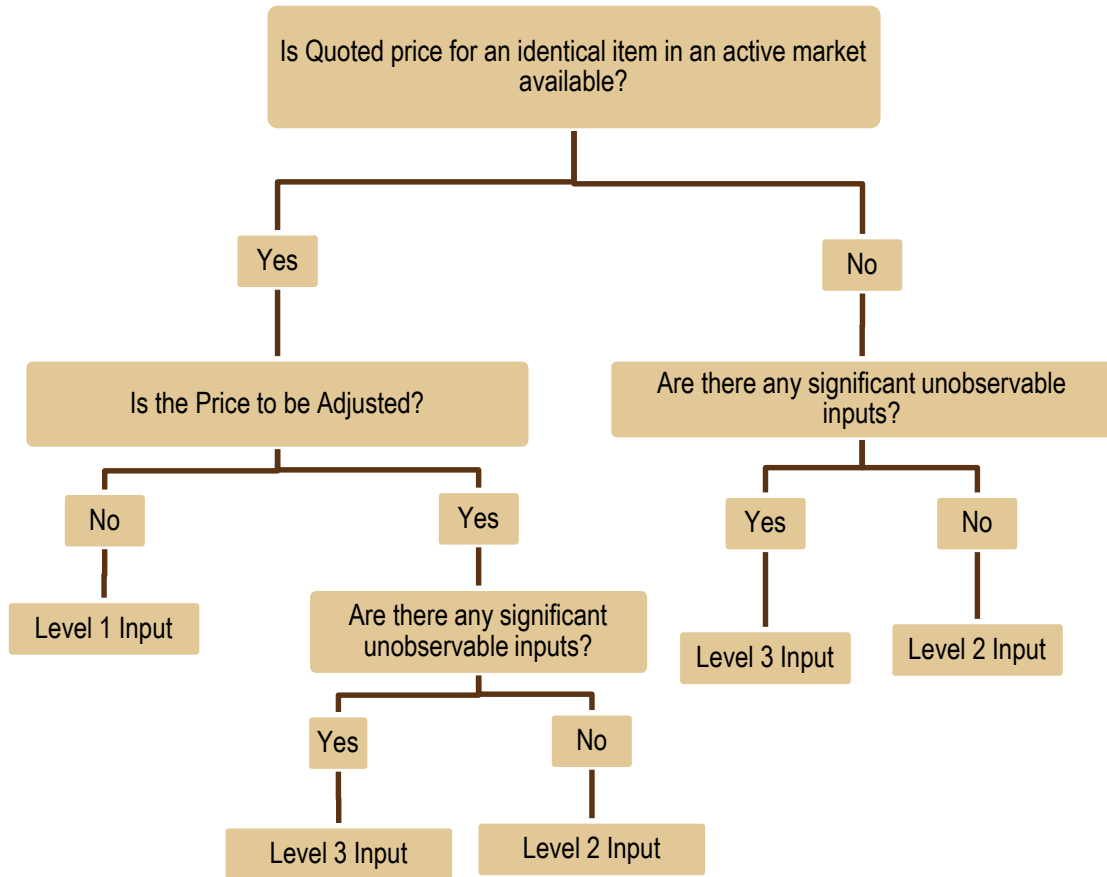 Is Quoted price for an identical item in an active market
available?
Yes
No
Is the Price to be Adjusted?
Are there any significant unobservable
inputs?
No
Yes
Yes
No
Level 1 Input
Are there any significant
unobservable inputs?
Level 3 Input
Level 2 Input
Yes
No
Level 3 Input
Level 2 Input